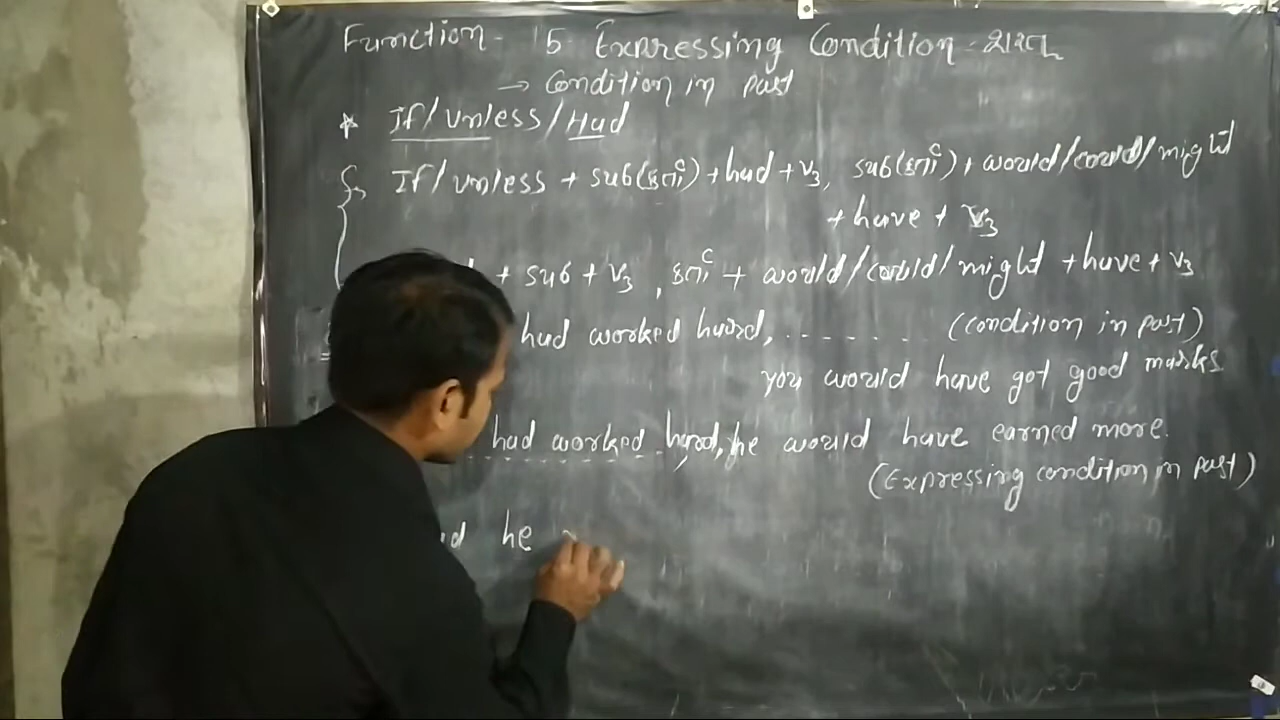 Function - 15 Expressing Condition - શરત
→ Condition in past
* If / Unless / Had
If / unless + sub (કર્તા) + had + V3, sub (કર્તા) + would / could / might
+ have + V3
+ sub + V3, કર્તા + would / could / might + have + V3
had worked hard, . . . . . . . (condition in past)
you would have got good marks
had worked hard, he would have earned more.
(Expressing condition in past)
he